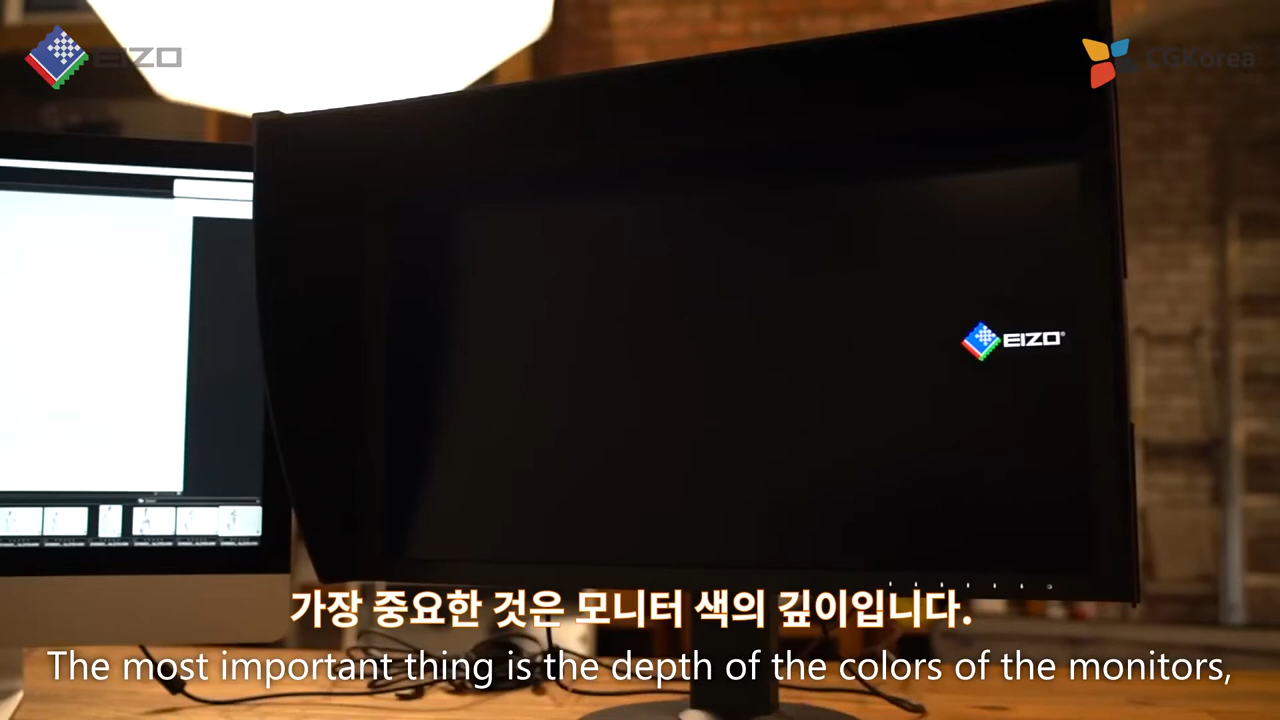 EIZO
CGKorea
EIZO®
가장 중요한 것은 모니터 색의 깊이입니다.
The most important thing is the depth of the colors of the monitors,